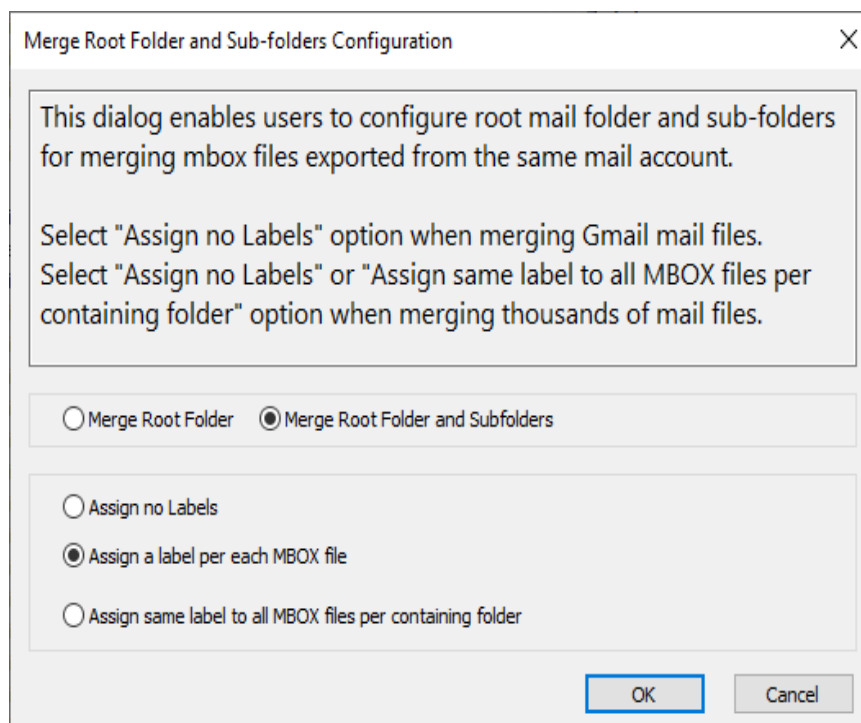 Merge Root Folder and Sub-folders Configuration
This dialog enables users to configure root mail folder and sub-folders
for merging mbox files exported from the same mail account.
Select "Assign no Labels" option when merging Gmail mail files.
Select "Assign no Labels" or "Assign same label to all MBOX files per
containing folder" option when merging thousands of mail files.
Merge Root Folder Merge Root Folder and Subfolders
Assign no Labels
Assign a label per each MBOX file
Assign same label to all MBOX files per containing folder
OK Cancel